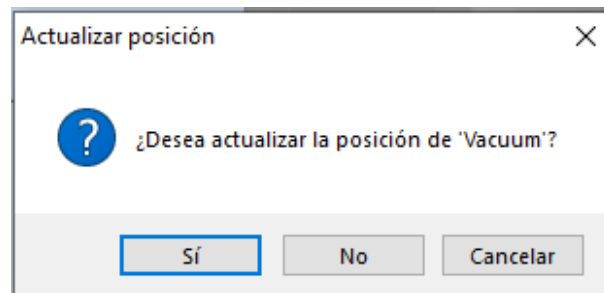 Actualizar posición
¿Desea actualizar la posición de 'Vacuum'?
Sí
No
Cancelar